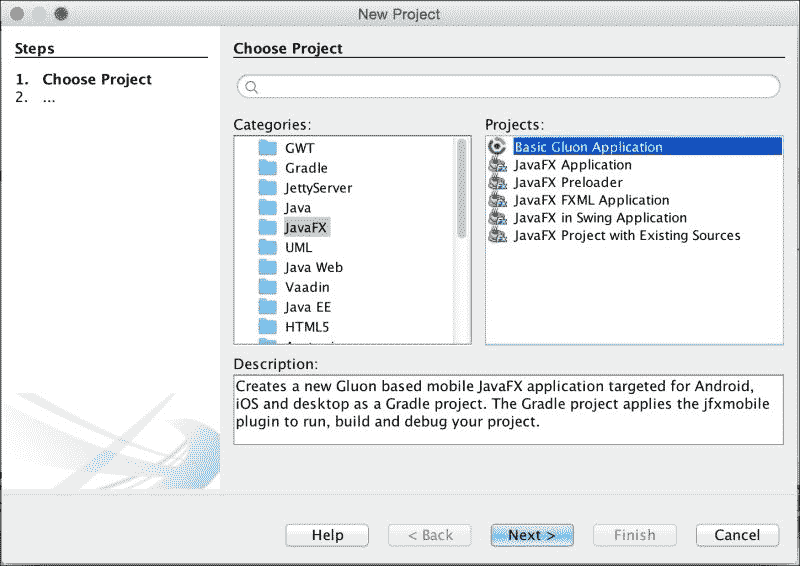 New Project
Steps
1. Choose Project
2. ...
Choose Project
Categories:
GWT
Gradle
JettyServer
Java
JavaFX
UML
Java Web
Vaadin
Java EE
HTML5
Projects:
Basic Gluon Application
JavaFX Application
JavaFX Preloader
JavaFX FXML Application
JavaFX in Swing Application
JavaFX Project with Existing Sources
Description:
Creates a new Gluon based mobile JavaFX application targeted for Android,
iOS and desktop as a Gradle project. The Gradle project applies the jfxmobile
plugin to run, build and debug your project.
Help
< Back
Next >
Finish
Cancel